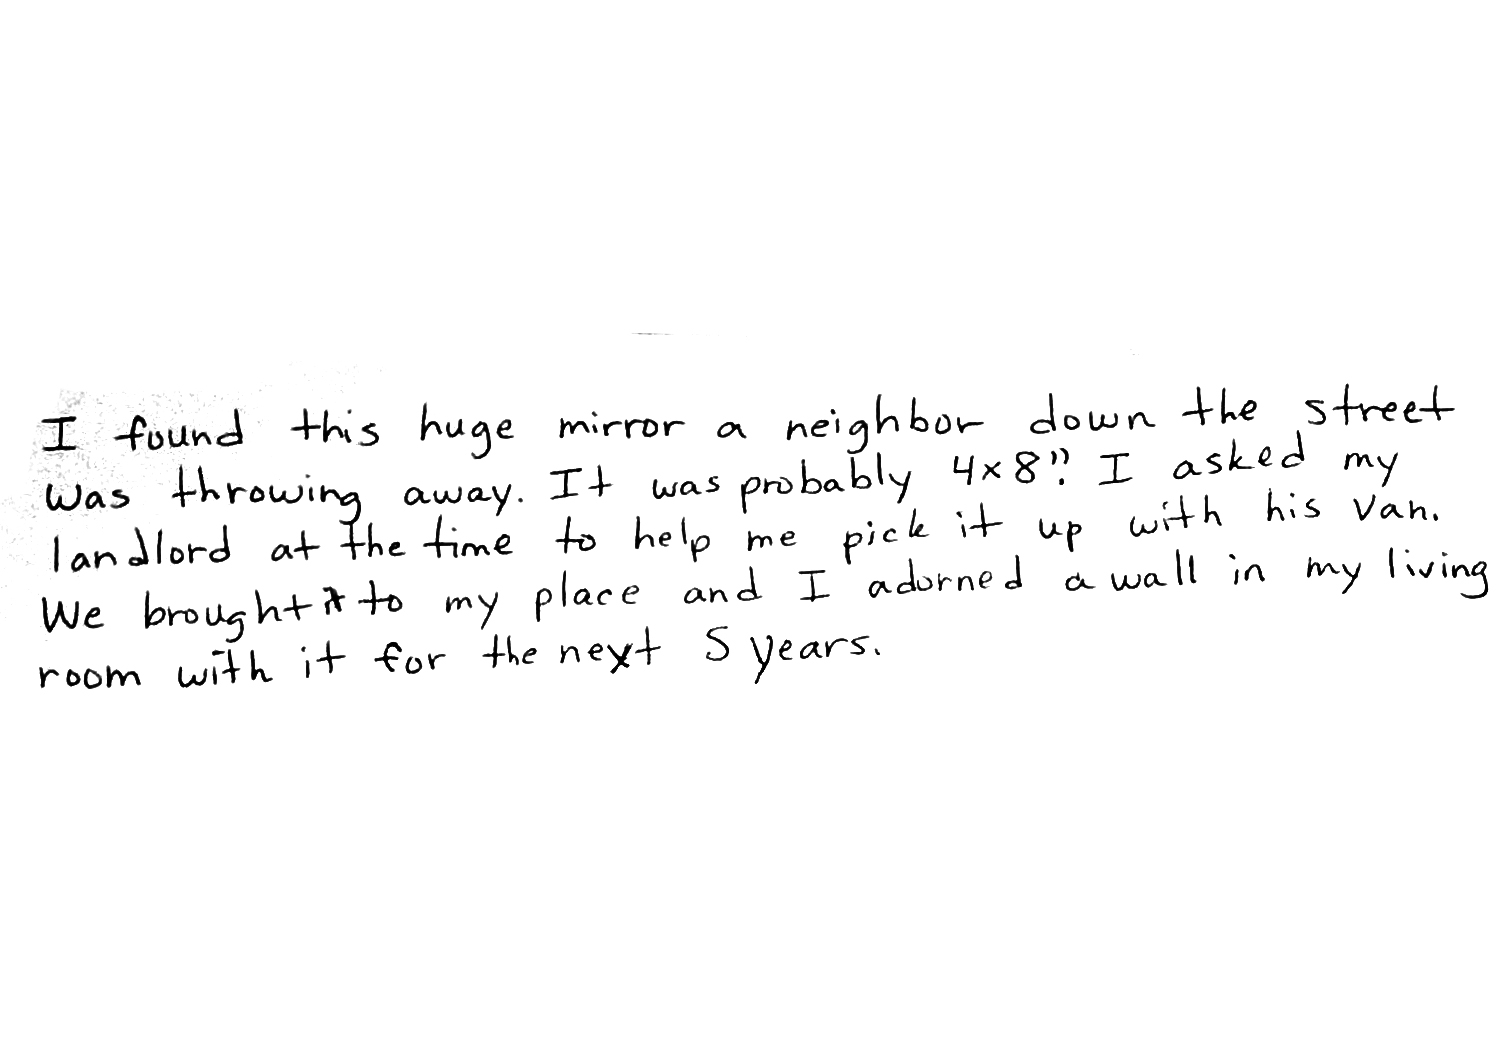 I found this huge mirror a neighbor down the street
was throwing away. It was probably 4x8". I asked my
landlord at the time to help me pick it up with his van.
We brought it to my place and I adorned a wall in my living
room with it for the next 5 years.